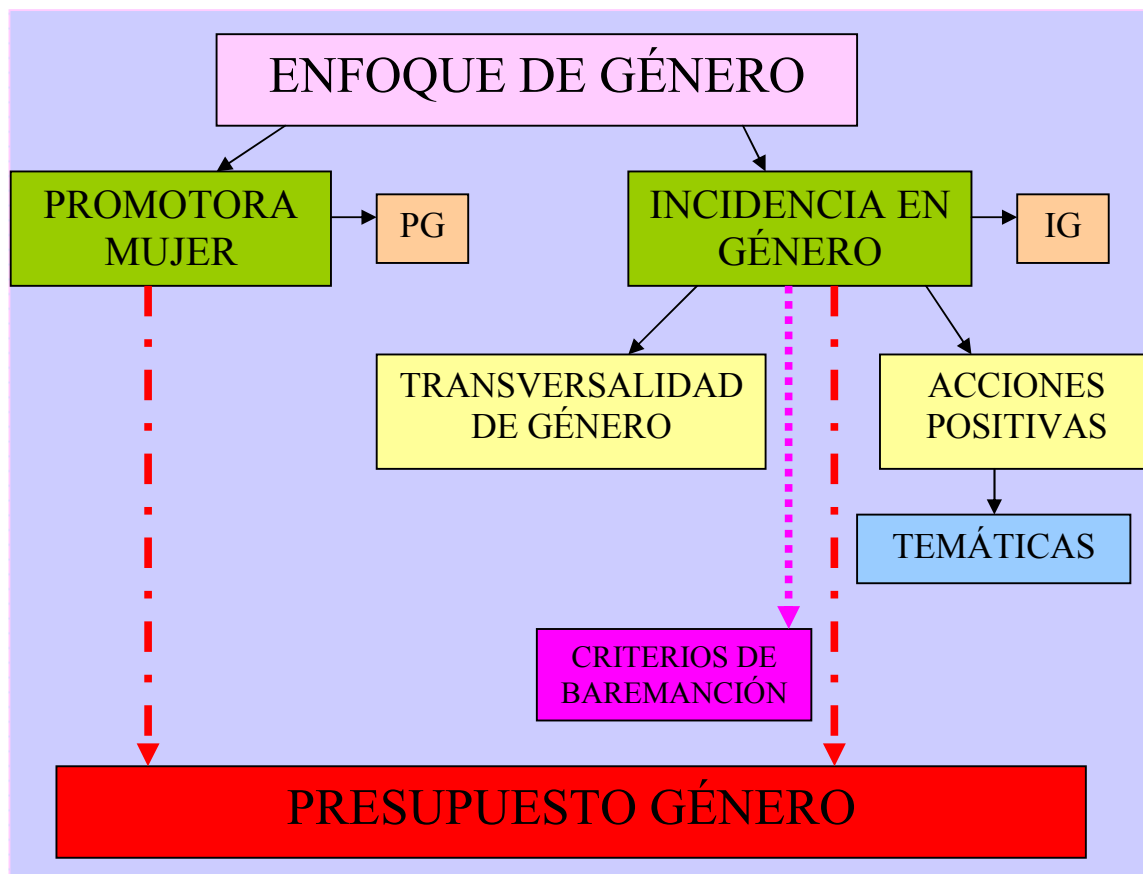 ENFOQUE DE GÉNERO
PROMOTORA
MUJER
PG
INCIDENCIA EN
GÉNERO
IG
TRANSVERSALIDAD
DE GÉNERO
ACCIONES
POSITIVAS
TEMÁTICAS
CRITERIOS DE
BAREMANCIÓN
PRESUPUESTO GÉNERO